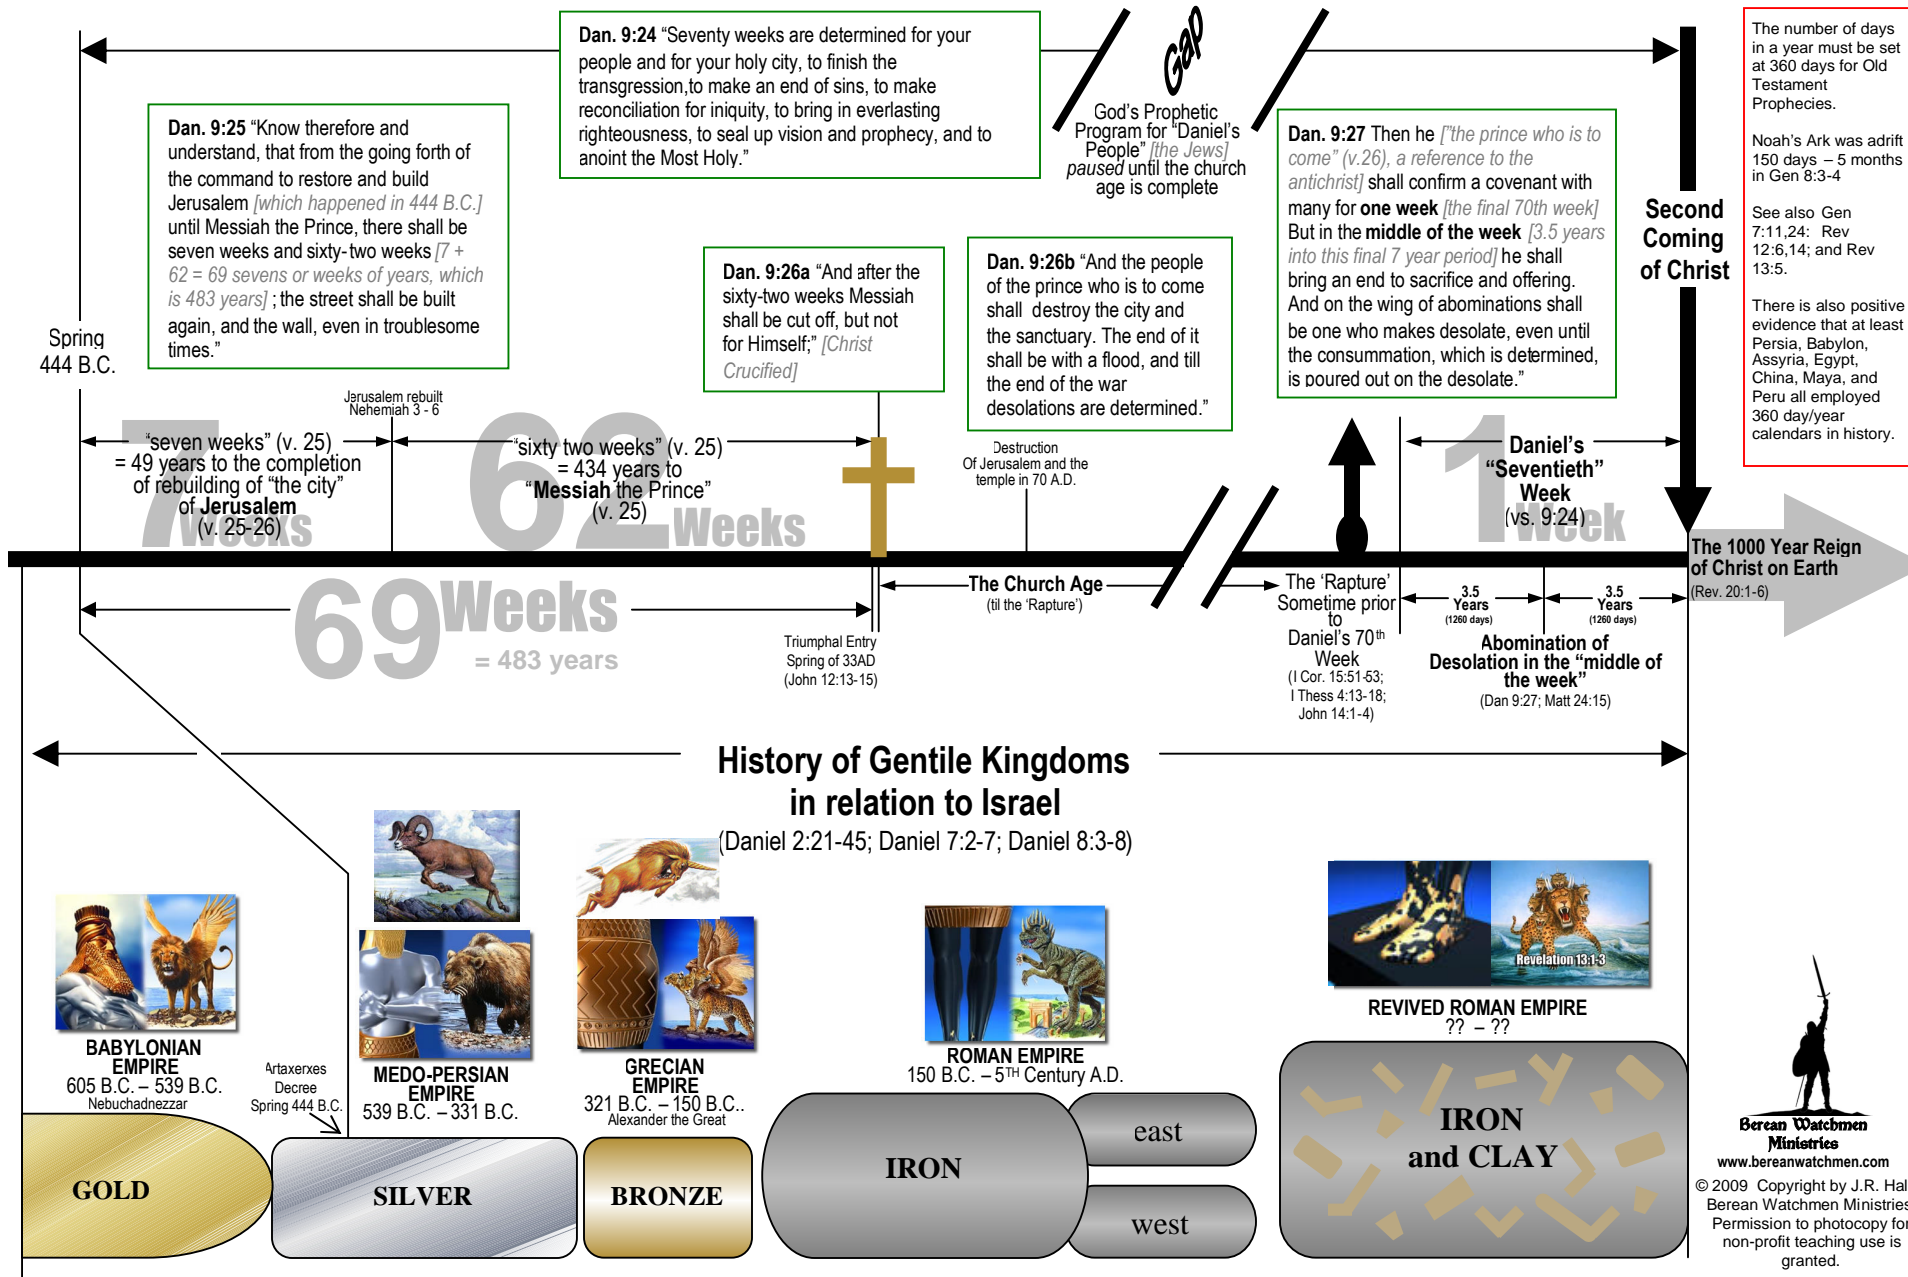 Dan. 9:24 “Seventy weeks are determined for your
people and for your holy city, to finish the
transgression,to make an end of sins, to make
reconciliation for iniquity, to bring in everlasting
righteousness, to seal up vision and prophecy, and to
anoint the Most Holy.”
Gap
God’s Prophetic
Program for “Daniel’s
People” [the Jews]
paused until the church
age is complete
The number of days
in a year must be set
at 360 days for Old
Testament
Prophecies.
Noah’s Ark was adrift
150 days – 5 months
in Gen 8:3-4
See also Gen
7:11,24: Rev
12:6,14; and Rev
13:5.
There is also positive
evidence that at least
Persia, Babylon,
Assyria, Egypt,
China, Maya, and
Peru all employed
360 day/year
calendars in history.
Dan. 9:25 “Know therefore and
understand, that from the going forth of
the command to restore and build
Jerusalem [which happened in 444 B.C.]
until Messiah the Prince, there shall be
seven weeks and sixty-two weeks [7 +
62 = 69 sevens or weeks of years, which
is 483 years] ; the street shall be built
again, and the wall, even in troublesome
times.”
Dan. 9:26a “And after the
sixty-two weeks Messiah
shall be cut off, but not
for Himself;” [Christ
Crucified]
Dan. 9:26b “And the people
of the prince who is to come
shall destroy the city and
the sanctuary. The end of it
shall be with a flood, and till
the end of the war
desolations are determined.”
Dan. 9:27 Then he [”the prince who is to
come” (v.26), a reference to the
antichrist] shall confirm a covenant with
many for one week [the final 70th week]
But in the middle of the week [3.5 years
into this final 7 year period] he shall
bring an end to sacrifice and offering.
And on the wing of abominations shall
be one who makes desolate, even until
the consummation, which is determined,
is poured out on the desolate.”
Second
Coming
of Christ
Spring
444 B.C.
Jerusalem rebuilt
Nehemiah 3 - 6
7 Weeks
“seven weeks” (v. 25)
= 49 years to the completion
of rebuilding of “the city”
of Jerusalem
(v. 25-26)
62 Weeks
“sixty two weeks” (v. 25)
= 434 years to
“Messiah the Prince”
(v. 25)
Destruction
Of Jerusalem and the
temple in 70 A.D.
1 Week
Daniel’s
“Seventieth”
Week
(vs. 9:24)
The 1000 Year Reign
of Christ on Earth
(Rev. 20:1-6)
69 Weeks
= 483 years
Triumphal Entry
Spring of 33AD
(John 12:13-15)
The Church Age
(til the ‘Rapture’)
The ‘Rapture’
Sometime prior
to
Daniel’s 70th
Week
(I Cor. 15:51-53;
I Thess 4:13-18;
John 14:1-4)
3.5
Years
(1260 days)
3.5
Years
(1260 days)
Abomination of
Desolation in the “middle of
the week”
(Dan 9:27; Matt 24:15)
History of Gentile Kingdoms
in relation to Israel
(Daniel 2:21-45; Daniel 7:2-7; Daniel 8:3-8)
BABYLONIAN
EMPIRE
605 B.C. – 539 B.C.
Nebuchadnezzar
Artaxerxes
Decree
Spring 444 B.C.
MEDO-PERSIAN
EMPIRE
539 B.C. – 331 B.C.
GRECIAN
EMPIRE
321 B.C. – 150 B.C..
Alexander the Great
ROMAN EMPIRE
150 B.C. – 5TH Century A.D.
Revelation 13:1-3
REVIVED ROMAN EMPIRE
?? – ??
GOLD
SILVER
BRONZE
IRON
east
west
IRON
and CLAY
Berean Watchmen
Ministries
www.bereanwatchmen.com
© 2009 Copyright by J.R. Hal
Berean Watchmen Ministries
Permission to photocopy for
non-profit teaching use is
granted.